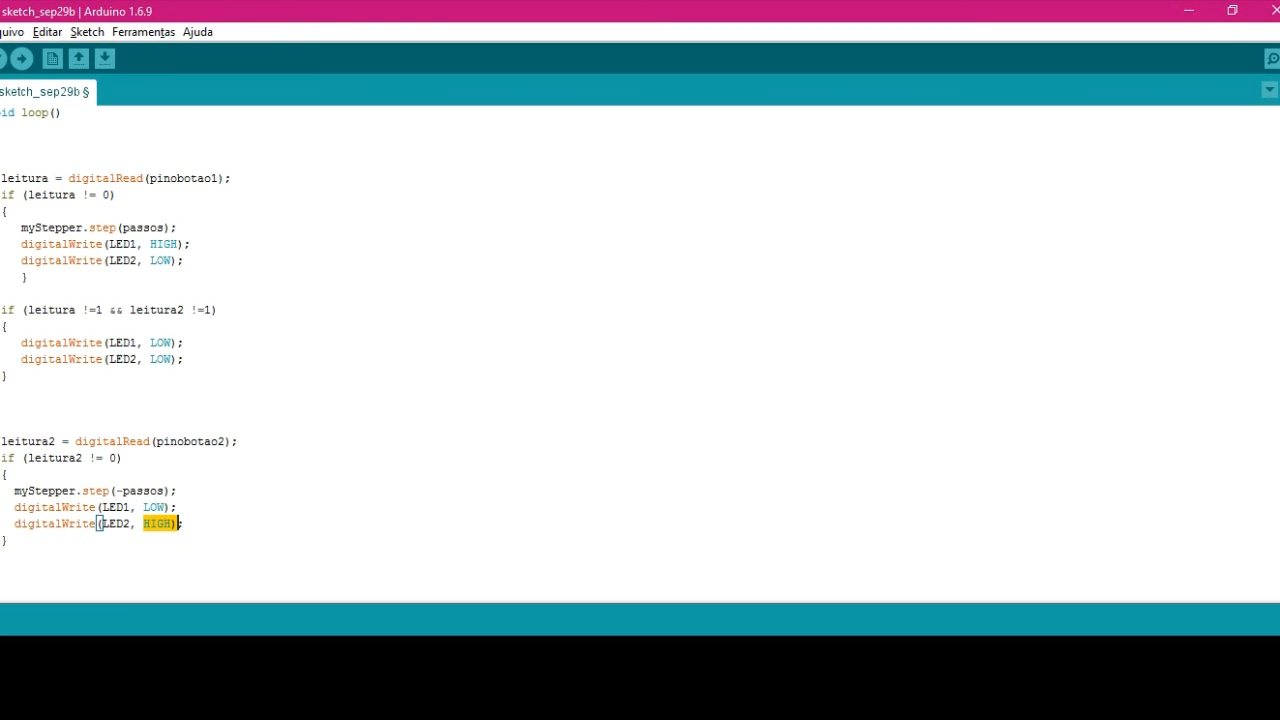 sketch_sep29b | Arduino 1.6.9
quivo Editar Sketch Ferramentas Ajuda
sketch_sep29b §
id loop()
leitura = digitalRead(pinobotao1);
if (leitura != 0)
{
myStepper.step(passos);
digitalWrite(LED1, HIGH);
digitalWrite(LED2, LOW);
}
if (leitura !=1 && leitura2 !=1)
{
digitalWrite(LED1, LOW);
digitalWrite(LED2, LOW);
}
leitura2 = digitalRead(pinobotao2);
if (leitura2 != 0)
{
myStepper.step(-passos);
digitalWrite(LED1, LOW);
digitalWrite(LED2, HIGH);
}